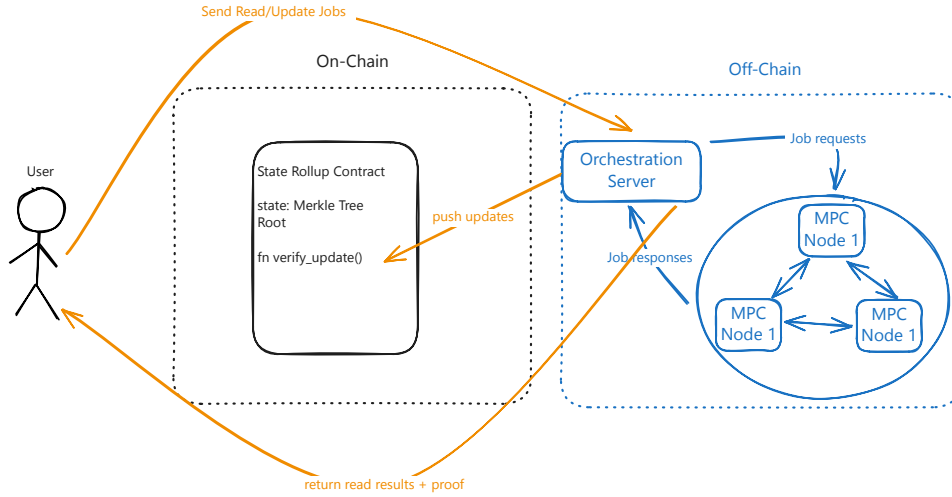 Send Read/Update Jobs
On-Chain
Off-Chain
User
State Rollup Contract
state: Merkle Tree
Root
fn verify_update()
Orchestration
Server
push updates
Job requests
Job responses
MPC
Node 1
MPC
Node 1
MPC
Node 1
return read results + proof